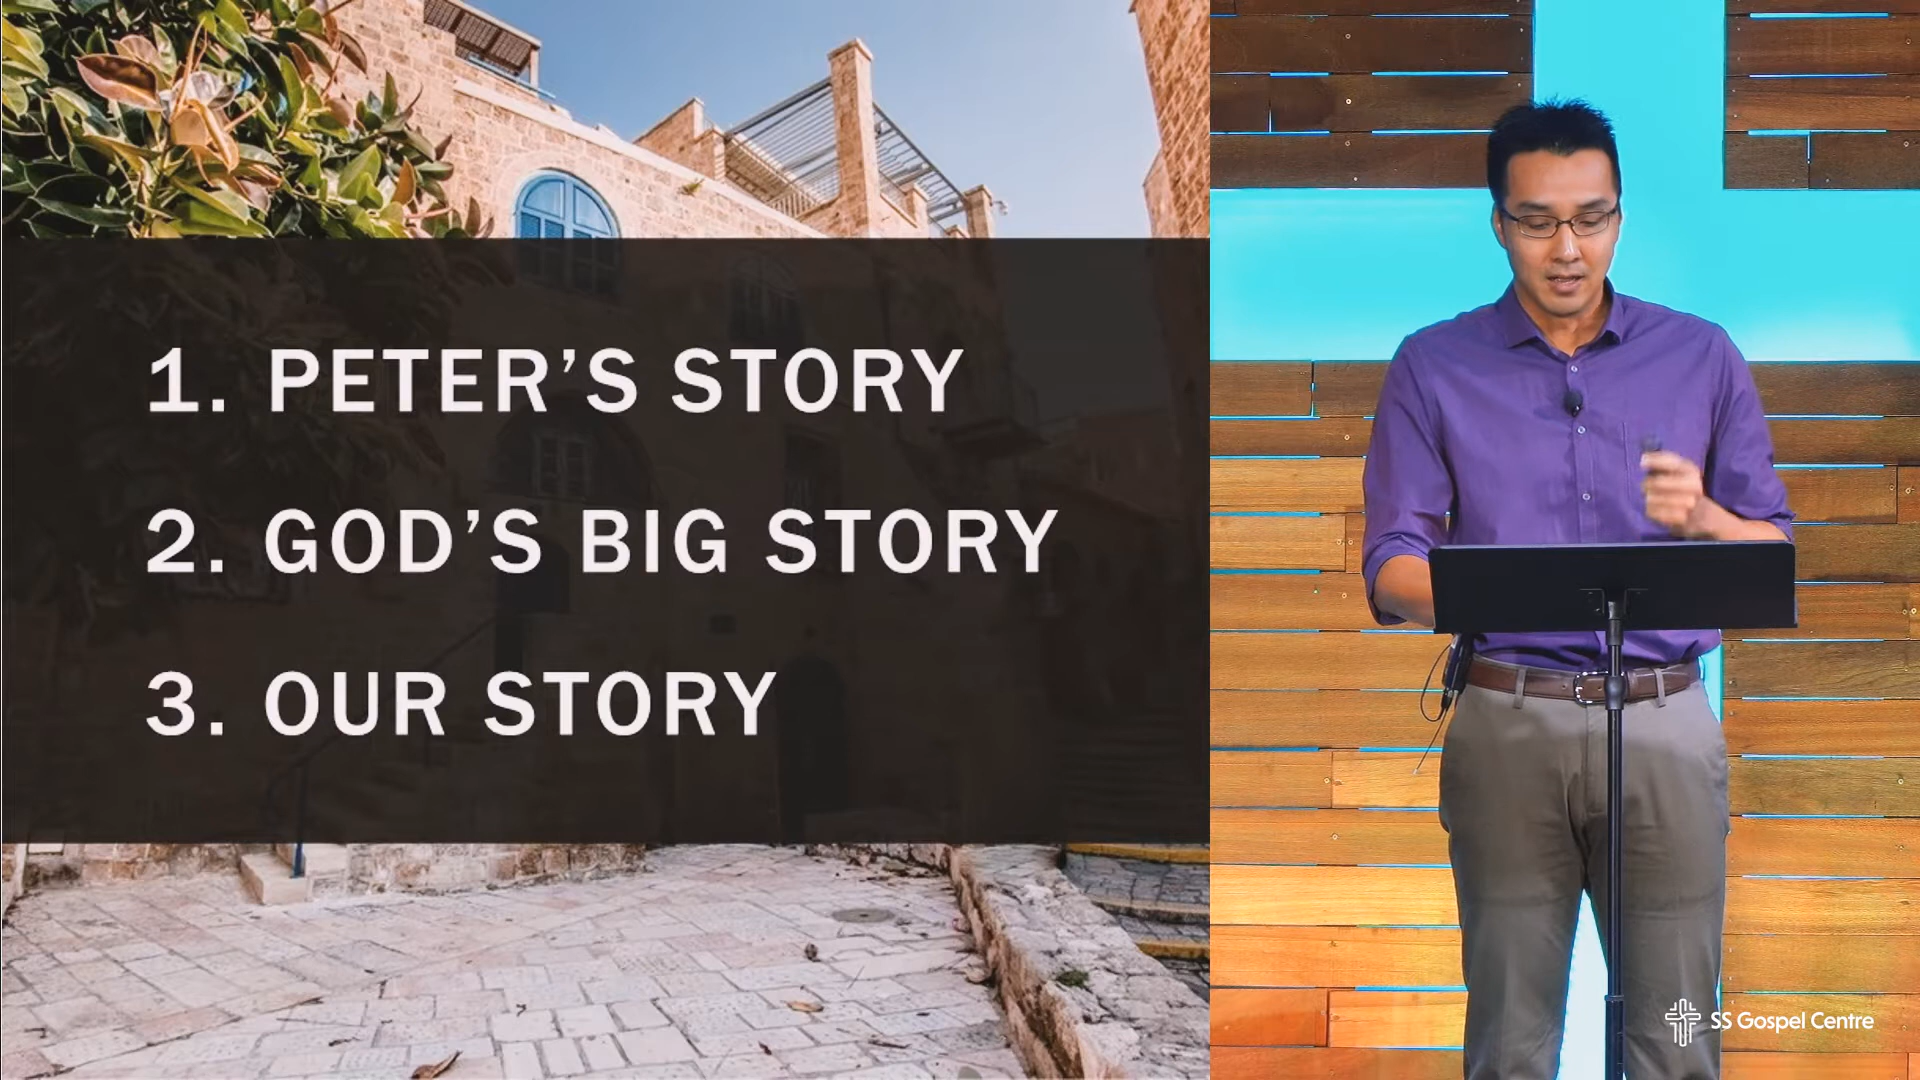 1. PETER’S STORY
2. GOD’S BIG STORY
3. OUR STORY
SS Gospel Centre